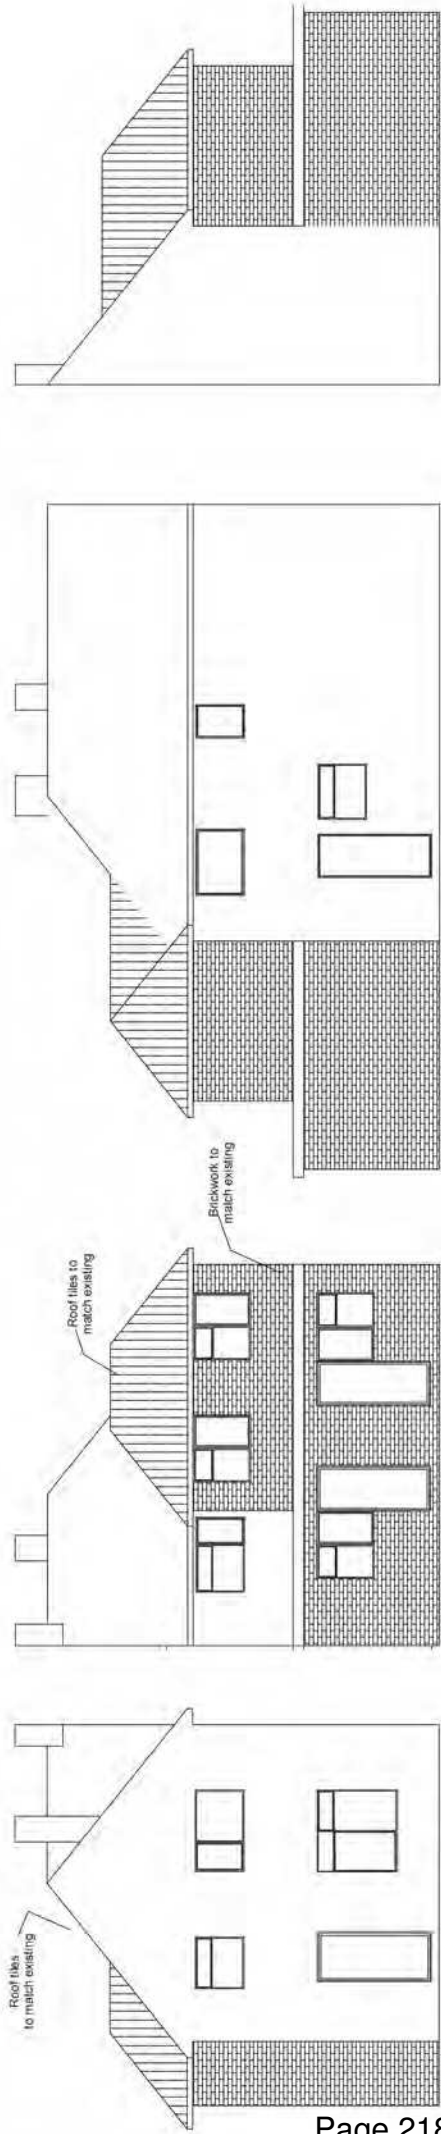 Roof tiles
to match existing
Roof tiles to
match existing
Brickwork to
match existing
Page 218